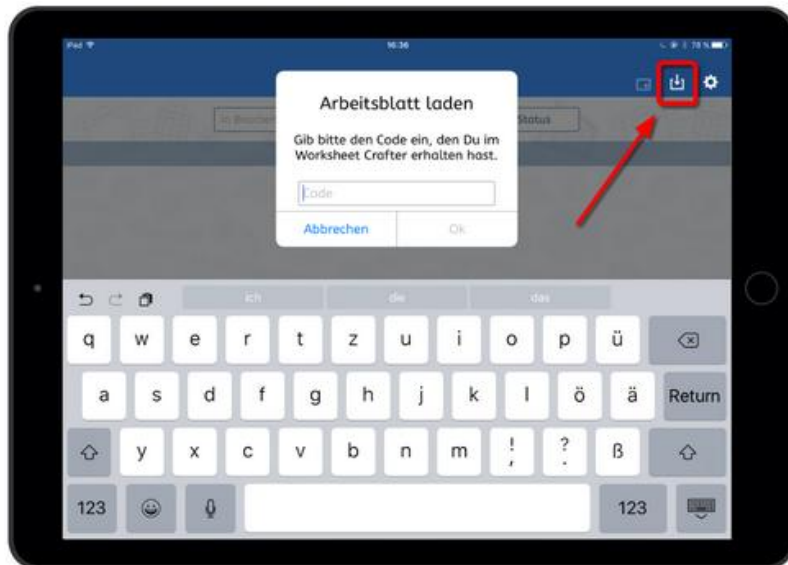 iPad
16:36
78 %
Status
Arbeitsblatt laden
Gib bitte den Code ein, den Du im
Worksheet Crafter erhalten hast.
Code
Abbrechen
Ok
ich
die
das
q w e r t z u i o p ü
a s d f g h j k l ö ä Return
y x c v b n m ! , ? . ß
123 123